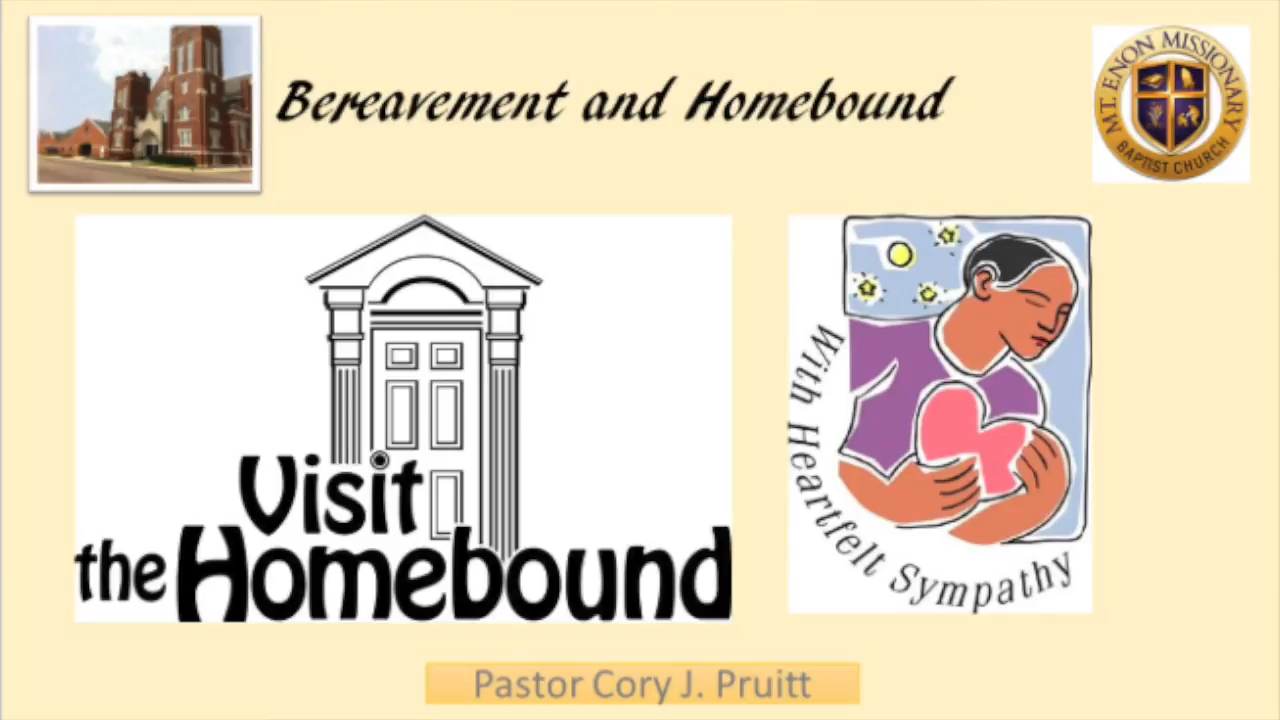 Bereavement and Homebound
MT. ENON MISSIONARY
BAPTIST CHURCH
Visit
the Homebound
With Heartfelt Sympathy
Pastor Cory J. Pruitt